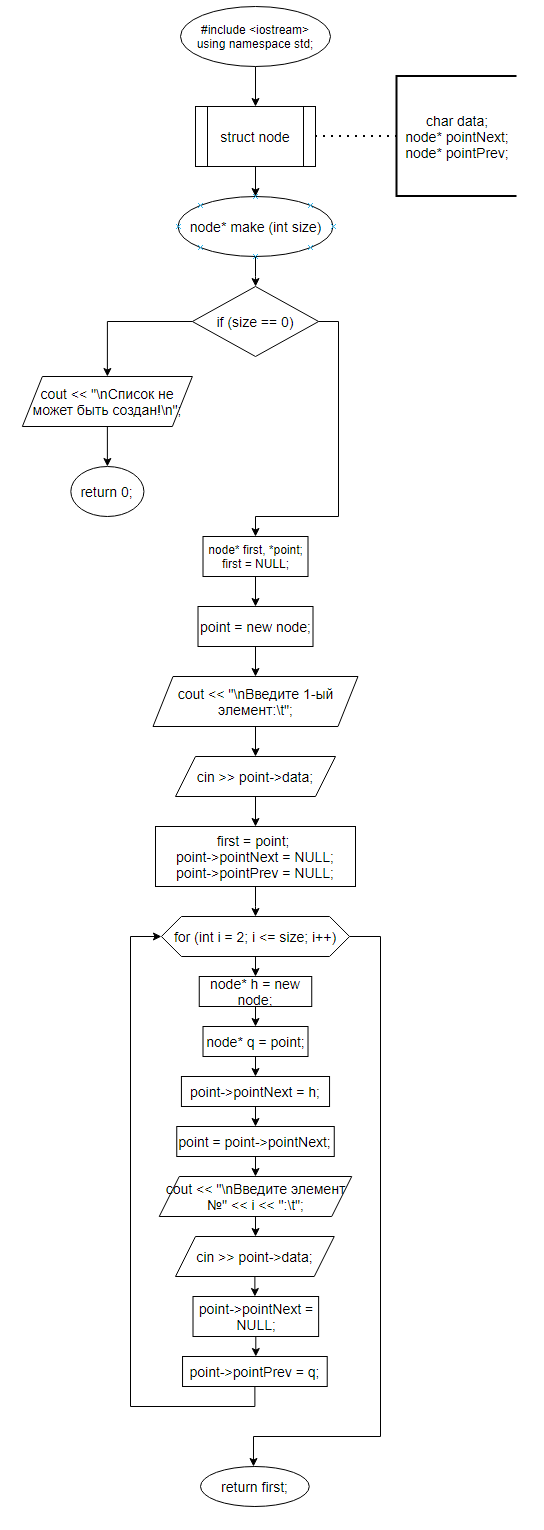 #include <iostream>
using namespace std;
struct node
char data;
node* pointNext;
node* pointPrev;
node* make (int size)
if (size == 0)
cout << "\nСписок не
может быть создан!\n";
return 0;
node* first, *point;
first = NULL;
point = new node;
cout << "\nВведите 1-ый
элемент:\t";
cin >> point->data;
first = point;
point->pointNext = NULL;
point->pointPrev = NULL;
for (int i = 2; i <= size; i++)
node* h = new
node;
node* q = point;
point->pointNext = h;
point = point->pointNext;
cout << "\nВведите элемент
№" << i << ":\t";
cin >> point->data;
point->pointNext =
NULL;
point->pointPrev = q;
return first;